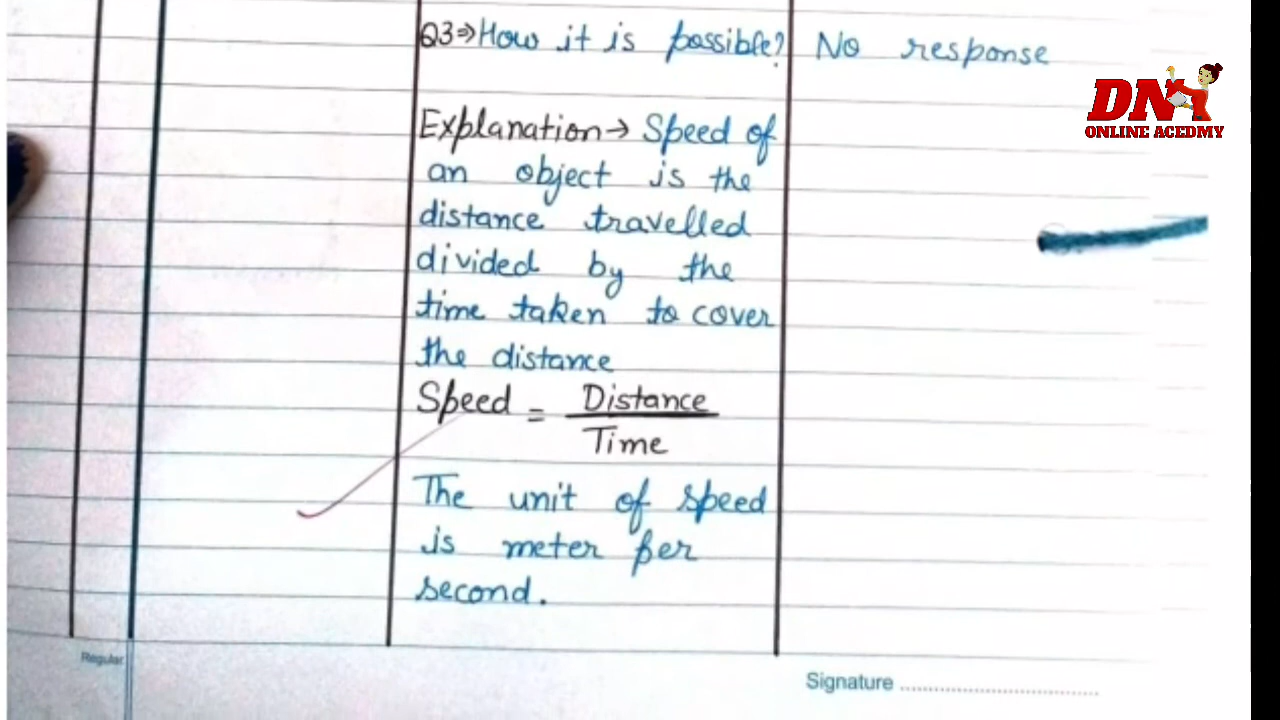 Q3⇒How it is possible? No response
DN
ONLINE ACEDMY
Explanation→ Speed of
an object is the
distance travelled
divided by the
time taken to cover
the distance
Speed = Distance
Time
The unit of speed
is meter per
second.
Regular
Signature ........................................